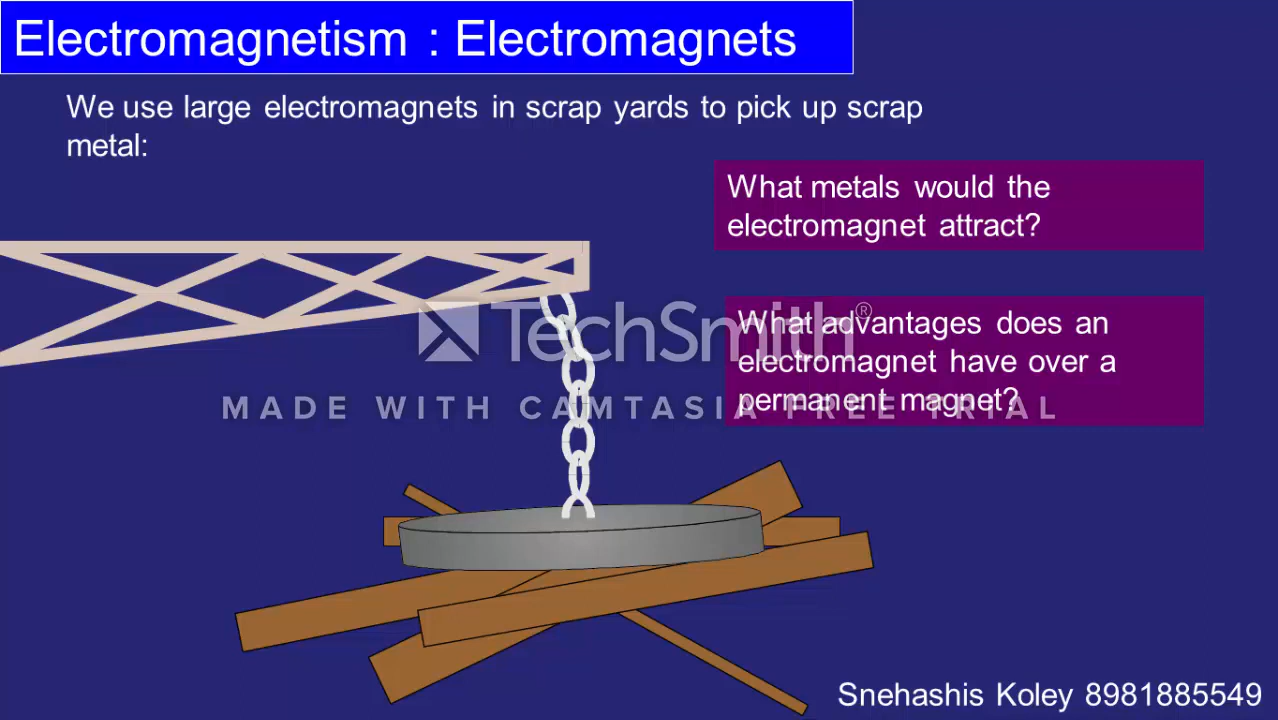 Electromagnetism : Electromagnets
We use large electromagnets in scrap yards to pick up scrap
metal:
What metals would the
electromagnet attract?
What advantages does an
electromagnet have over a
permanent magnet?
TechSmith®
MADE WITH CAMTASIA FREE TRIAL
Snehashis Koley 8981885549